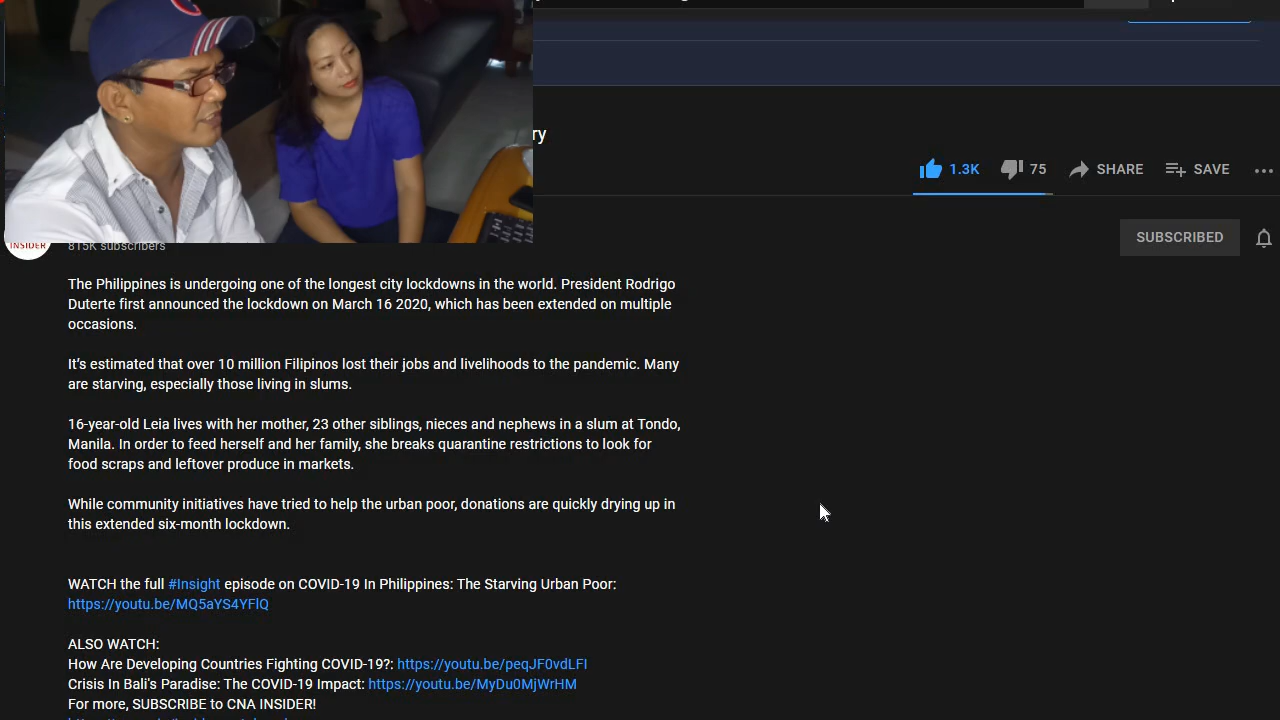 ry
1.3K
75
SHARE
SAVE
INSIDER
815K subscribers
SUBSCRIBED
The Philippines is undergoing one of the longest city lockdowns in the world. President Rodrigo
Duterte first announced the lockdown on March 16 2020, which has been extended on multiple
occasions.
It’s estimated that over 10 million Filipinos lost their jobs and livelihoods to the pandemic. Many
are starving, especially those living in slums.
16-year-old Leia lives with her mother, 23 other siblings, nieces and nephews in a slum at Tondo,
Manila. In order to feed herself and her family, she breaks quarantine restrictions to look for
food scraps and leftover produce in markets.
While community initiatives have tried to help the urban poor, donations are quickly drying up in
this extended six-month lockdown.
WATCH the full #Insight episode on COVID-19 In Philippines: The Starving Urban Poor:
https://youtu.be/MQ5aYS4YFlQ
ALSO WATCH:
How Are Developing Countries Fighting COVID-19?: https://youtu.be/peqJF0vdLFI
Crisis In Bali's Paradise: The COVID-19 Impact: https://youtu.be/MyDu0MjWrHM
For more, SUBSCRIBE to CNA INSIDER!